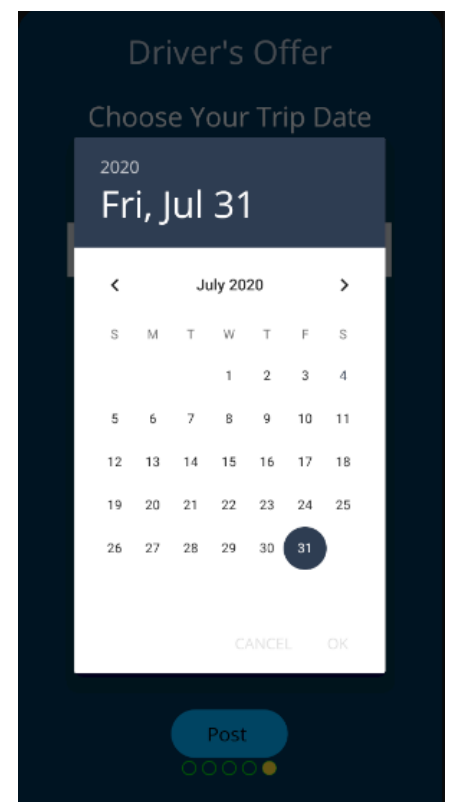 Driver's Offer
Choose Your Trip Date
2020
Fri, Jul 31
July 2020
S M T W T F S
1 2 3 4
5 6 7 8 9 10 11
12 13 14 15 16 17 18
19 20 21 22 23 24 25
26 27 28 29 30 31
CANCEL OK
Post